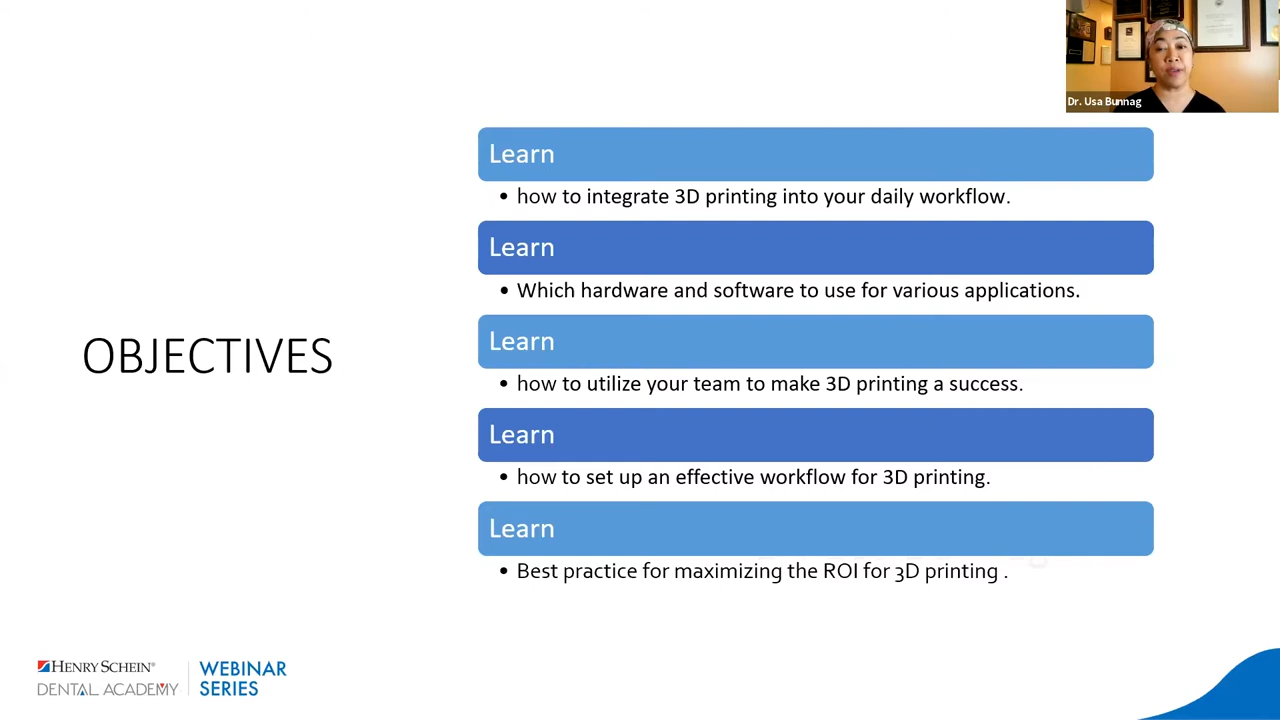 Dr. Usa Bunnag
OBJECTIVES
Learn
• how to integrate 3D printing into your daily workflow.
Learn
• Which hardware and software to use for various applications.
Learn
• how to utilize your team to make 3D printing a success.
Learn
• how to set up an effective workflow for 3D printing.
Learn
• Best practice for maximizing the ROI for 3D printing .
HENRY SCHEIN®
DENTAL ACADEMY
WEBINAR
SERIES